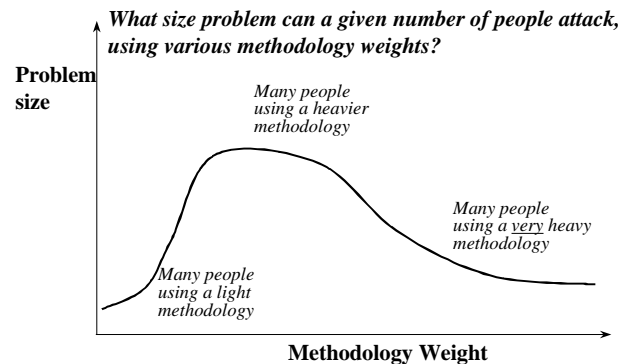 What size problem can a given number of people attack,
using various methodology weights?
Problem
size
Many people
using a heavier
methodology
Many people
using a very heavy
methodology
Many people
using a light
methodology
Methodology Weight